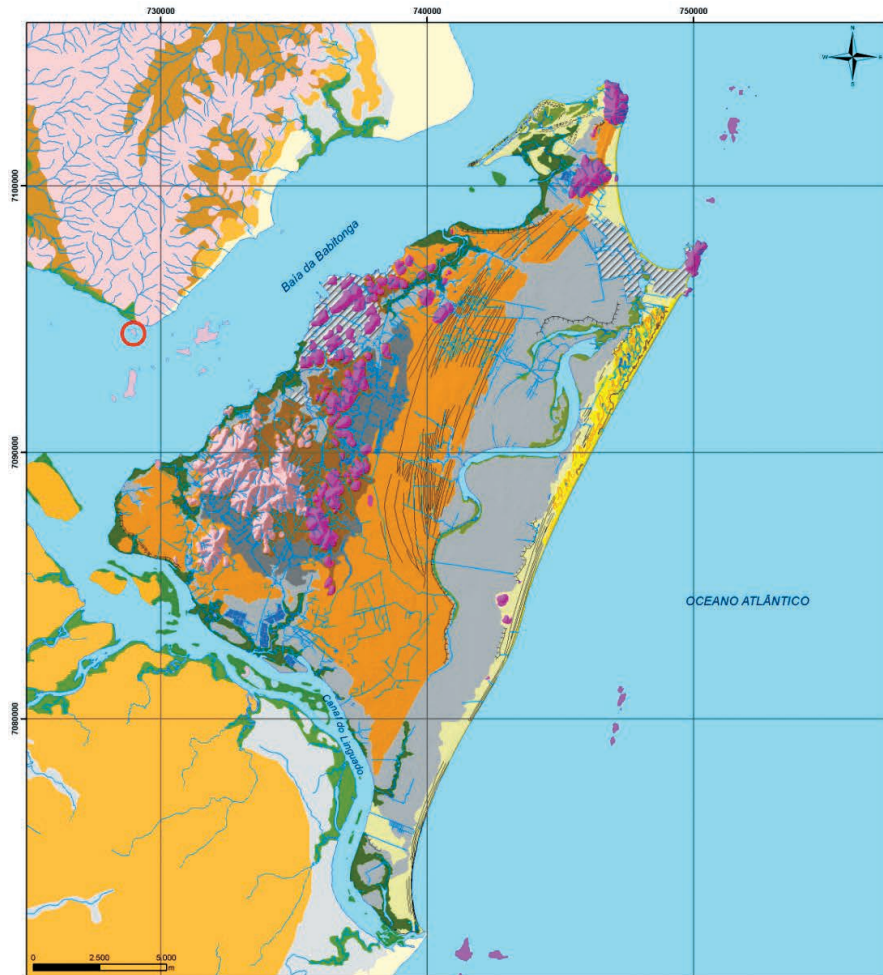 730000
740000
750000
N
W
E
S
7100000
Baía da Babitonga
7090000
OCEANO ATLÂNTICO
7080000
Canal do Linguado
0
2.500
5.000
m